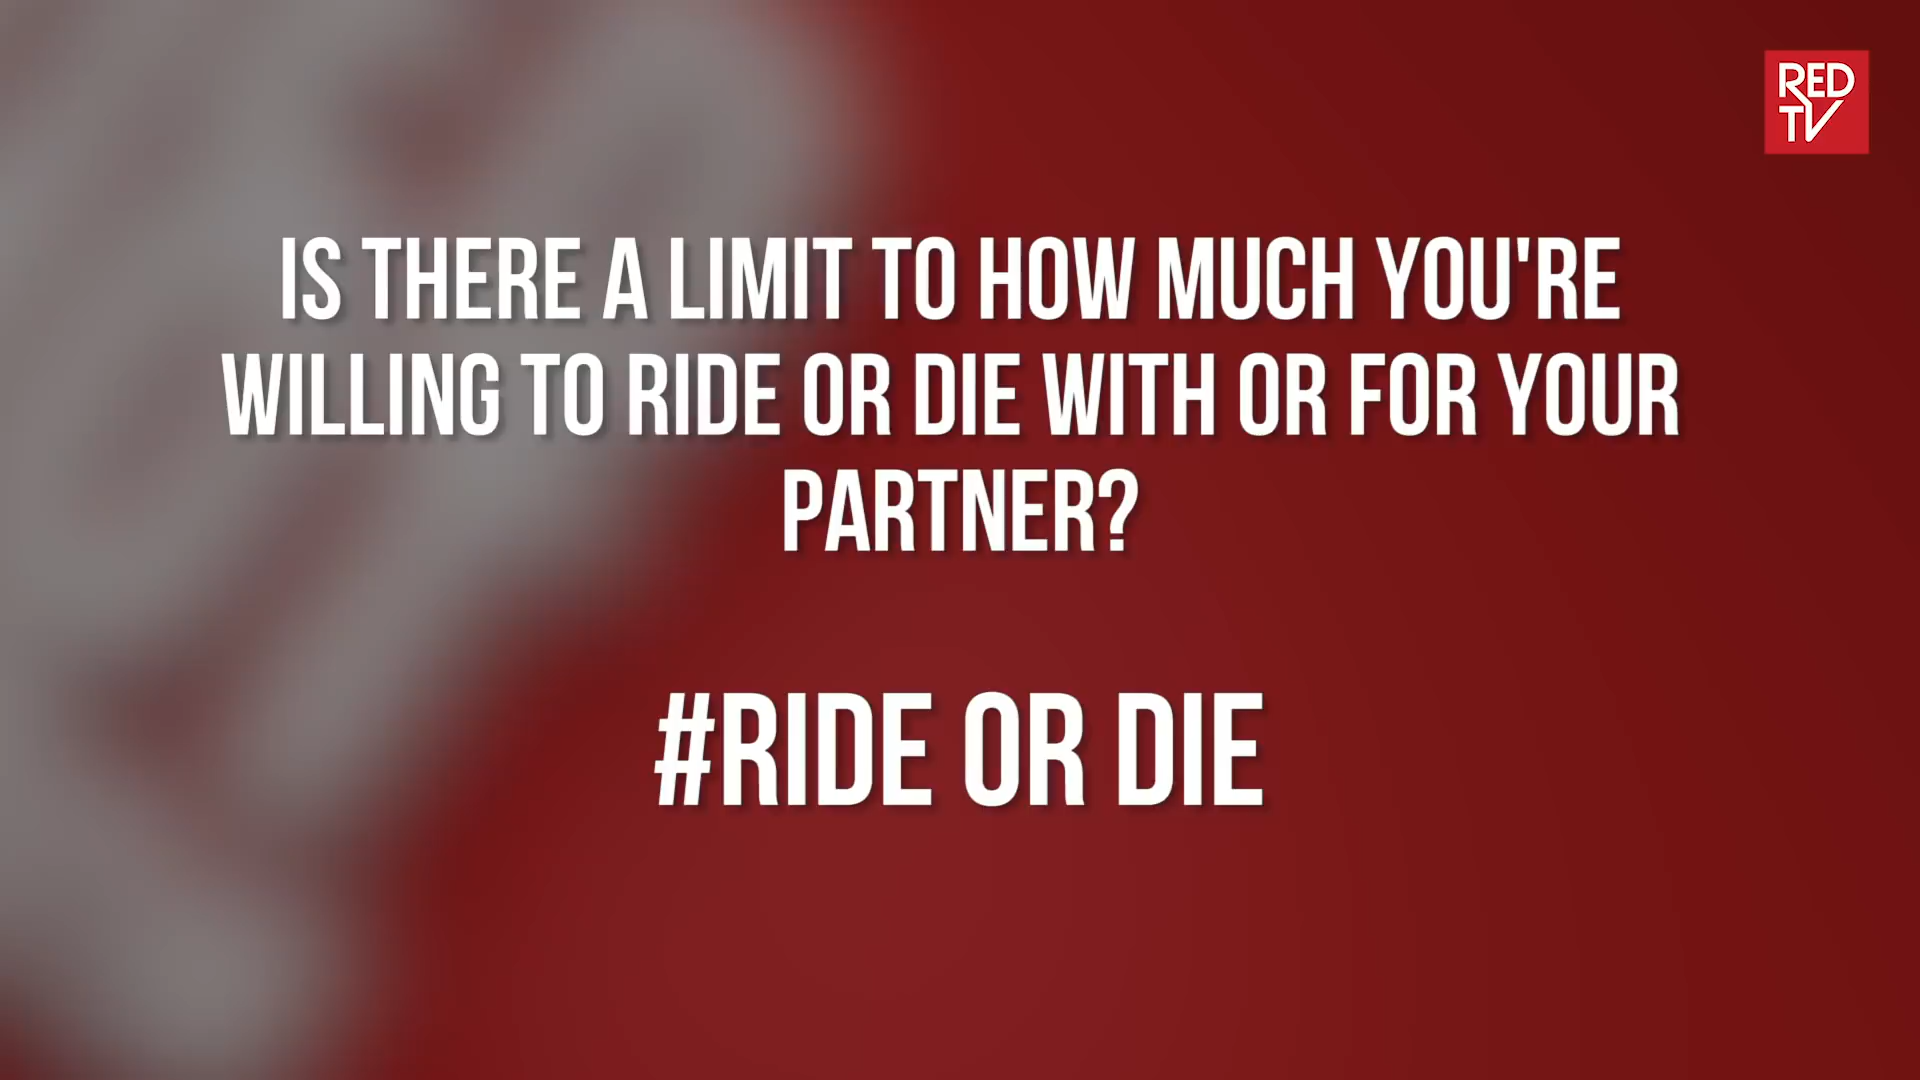 RED
TV
IS THERE A LIMIT TO HOW MUCH YOU'RE
WILLING TO RIDE OR DIE WITH OR FOR YOUR
PARTNER?
#RIDE OR DIE